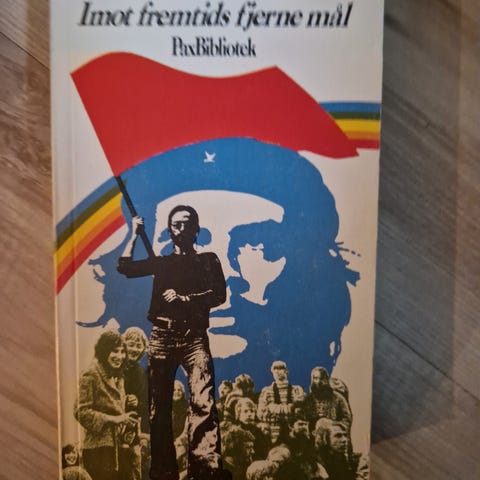 Imot fremtids fjerne mål
PaxBibliotek